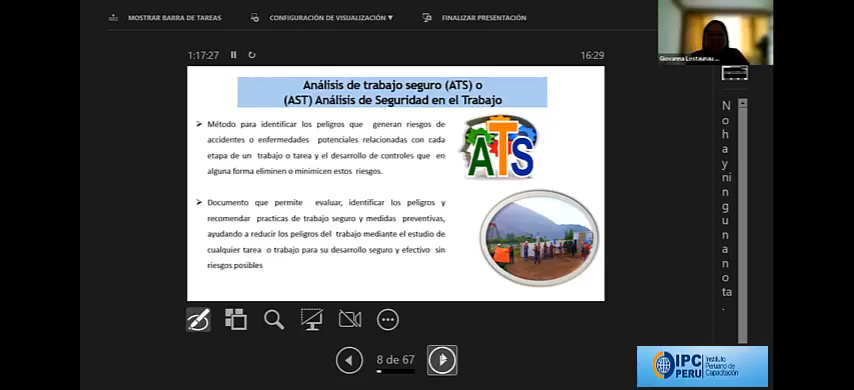 MOSTRAR BARRA DE TAREAS
CONFIGURACIÓN DE VISUALIZACIÓN ▼
FINALIZAR PRESENTACIÓN
1:17:27
16:29
Giovanna Lostaunau ...
Análisis de trabajo seguro (ATS) o
(AST) Análisis de Seguridad en el Trabajo
Método para identificar los peligros que generan riesgos de
accidentes o enfermedades potenciales relacionadas con cada
etapa de un trabajo o tarea y el desarrollo de controles que en
alguna forma eliminen o minimicen estos riesgos.
ATS
Documento que permite evaluar, identificar los peligros y
recomendar practicas de trabajo seguro y medidas preventivas,
ayudando a reducir los peligros del trabajo mediante el estudio de
cualquier tarea o trabajo para su desarrollo seguro y efectivo sin
riesgos posibles
N
o
h
a
y
ni
n
g
u
n
a
n
o
ta
.
8 de 67
IPC
PERU
Instituto
Peruano de
Capacitación